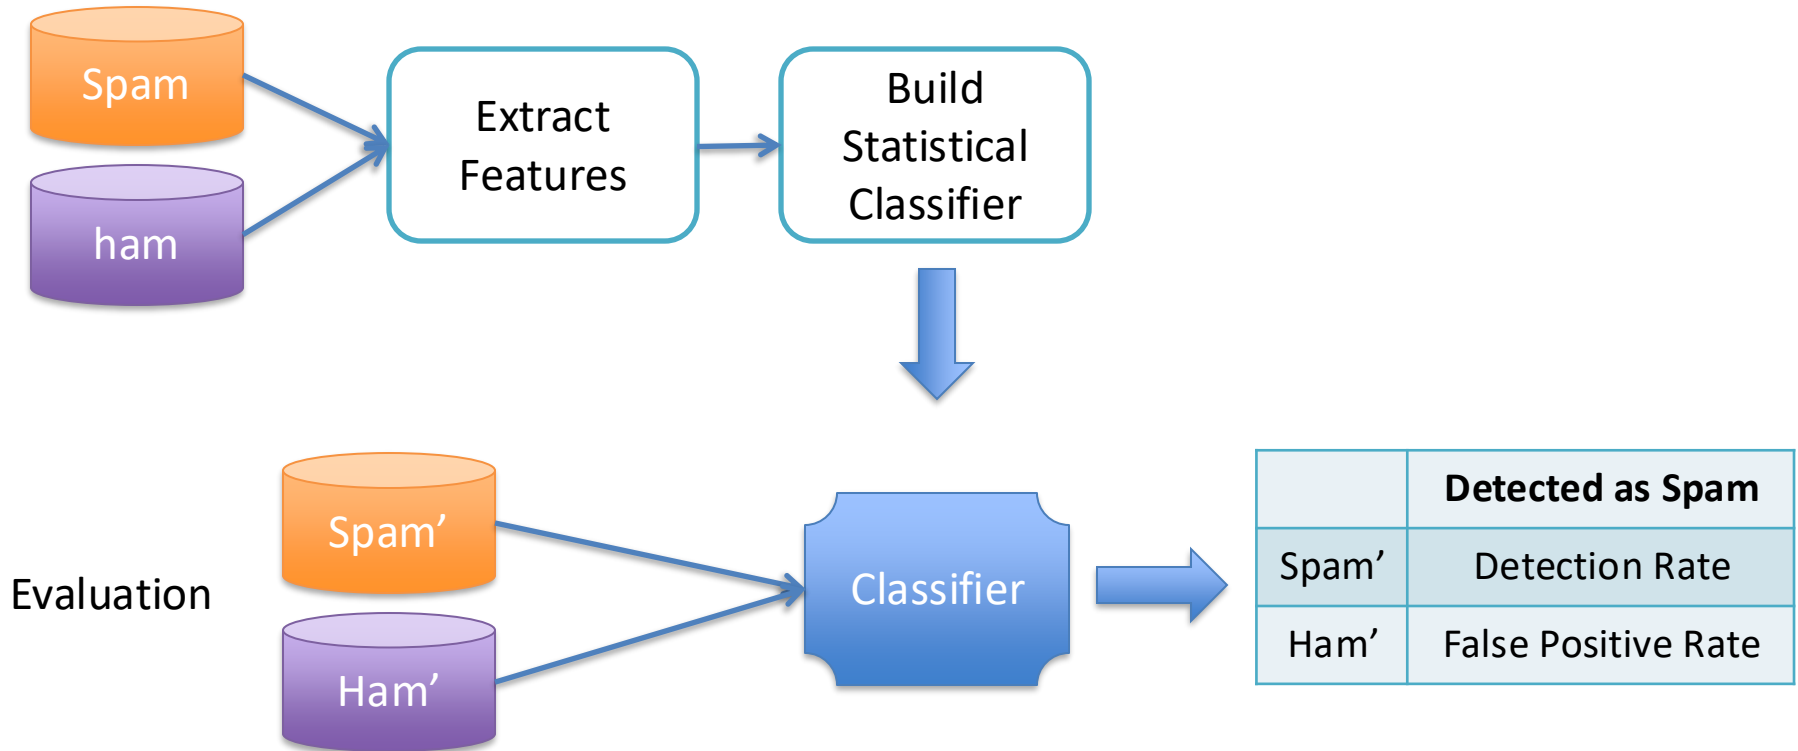 Spam
ham
Extract
Features
Build
Statistical
Classifier
Evaluation
Spam’
Ham’
Classifier
Detected as Spam
Spam’ Detection Rate
Ham’ False Positive Rate